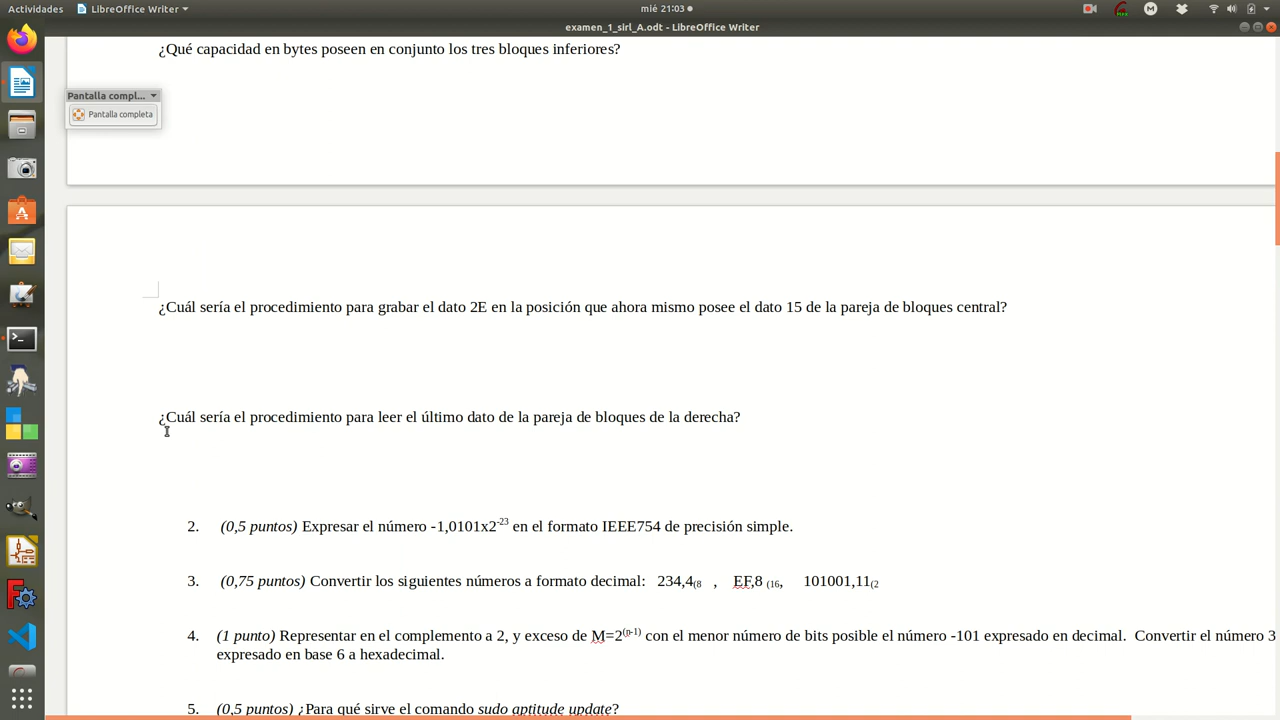 Actividades LibreOffice Writer mié 21:03
examen_1_sirl_A.odt - LibreOffice Writer
¿Qué capacidad en bytes poseen en conjunto los tres bloques inferiores?
Pantalla compl...
Pantalla completa
¿Cuál sería el procedimiento para grabar el dato 2E en la posición que ahora mismo posee el dato 15 de la pareja de bloques central?
¿Cuál sería el procedimiento para leer el último dato de la pareja de bloques de la derecha?
2. (0,5 puntos) Expresar el número -1,0101x2-23 en el formato IEEE754 de precisión simple.
3. (0,75 puntos) Convertir los siguientes números a formato decimal: 234,4(8 , EF,8 (16, 101001,11(2
4. (1 punto) Representar en el complemento a 2, y exceso de M=2(n-1) con el menor número de bits posible el número -101 expresado en decimal. Convertir el número 3
expresado en base 6 a hexadecimal.
5. (0,5 puntos) ¿Para qué sirve el comando sudo aptitude update?